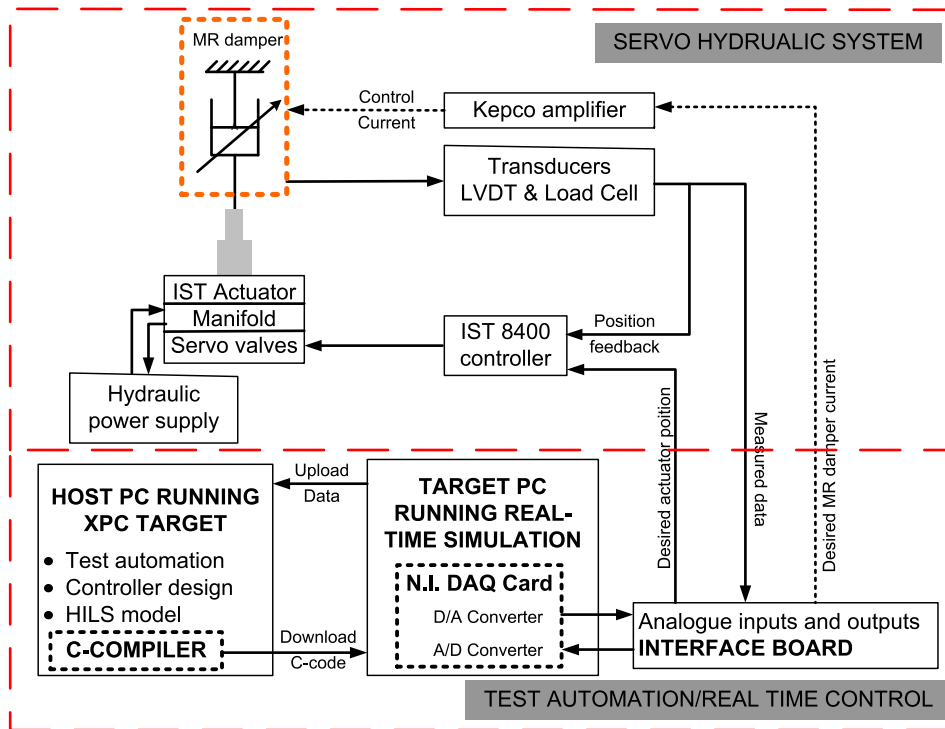 MR damper
SERVO HYDRUALIC SYSTEM
Control
Current
Kepco amplifier
Transducers
LVDT & Load Cell
IST Actuator
Manifold
Servo valves
IST 8400
controller
Position
feedback
Hydraulic
power supply
Desired actuator poition
Measured data
Desired MR damper current
HOST PC RUNNING
XPC TARGET
• Test automation
• Controller design
• HILS model
C-COMPILER
Upload
Data
Download
C-code
TARGET PC
RUNNING REAL-
TIME SIMULATION
N.I. DAQ Card
D/A Converter
A/D Converter
Analogue inputs and outputs
INTERFACE BOARD
TEST AUTOMATION/REAL TIME CONTROL